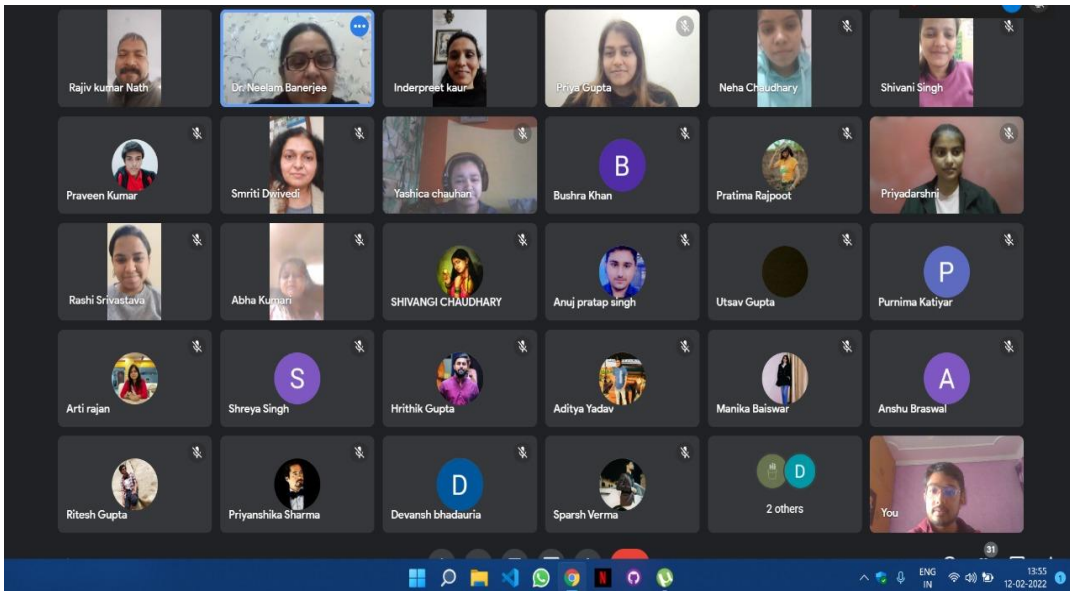 Rajiv kumar Nath
Dr. Neelam Banerjee
Inderpreet kaur
Priya Gupta
Neha Chaudhary
Shivani Singh
Praveen Kumar
Smriti Dwivedi
Yashica chauhan
B
Bushra Khan
Pratima Rajpoot
Priyadarshni
Rashi Srivastava
Abha Kumari
SHIVANGI CHAUDHARY
Anuj pratap singh
Utsav Gupta
P
Purnima Katiyar
Arti rajan
S
Shreya Singh
Hrithik Gupta
Aditya Yadav
Manika Baiswar
A
Anshu Braswal
Ritesh Gupta
Priyanshika Sharma
D
Devansh bhadauria
Sparsh Verma
D
2 others
You
31
N
ENG
IN
13:55
12-02-2022
1